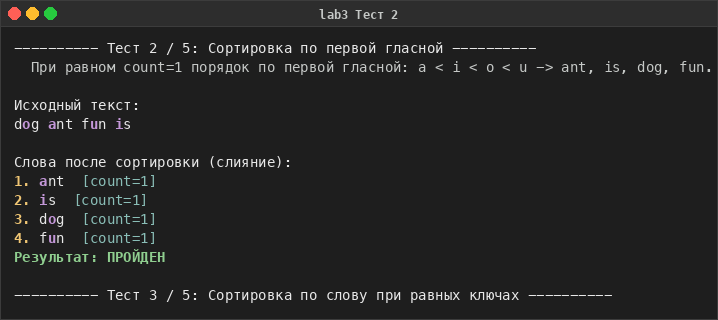 lab3 Тест 2
────────── Тест 2 / 5: Сортировка по первой гласной ──────────
При равном count=1 порядок по первой гласной: a < i < o < u —> ant, is, dog, fun.
Исходный текст:
dog ant fun is
Слова после сортировки (слияние):
1. ant [count=1]
2. is [count=1]
3. dog [count=1]
4. fun [count=1]
Результат: ПРОЙДЕН
────────── Тест 3 / 5: Сортировка по слову при равных ключах ──────────